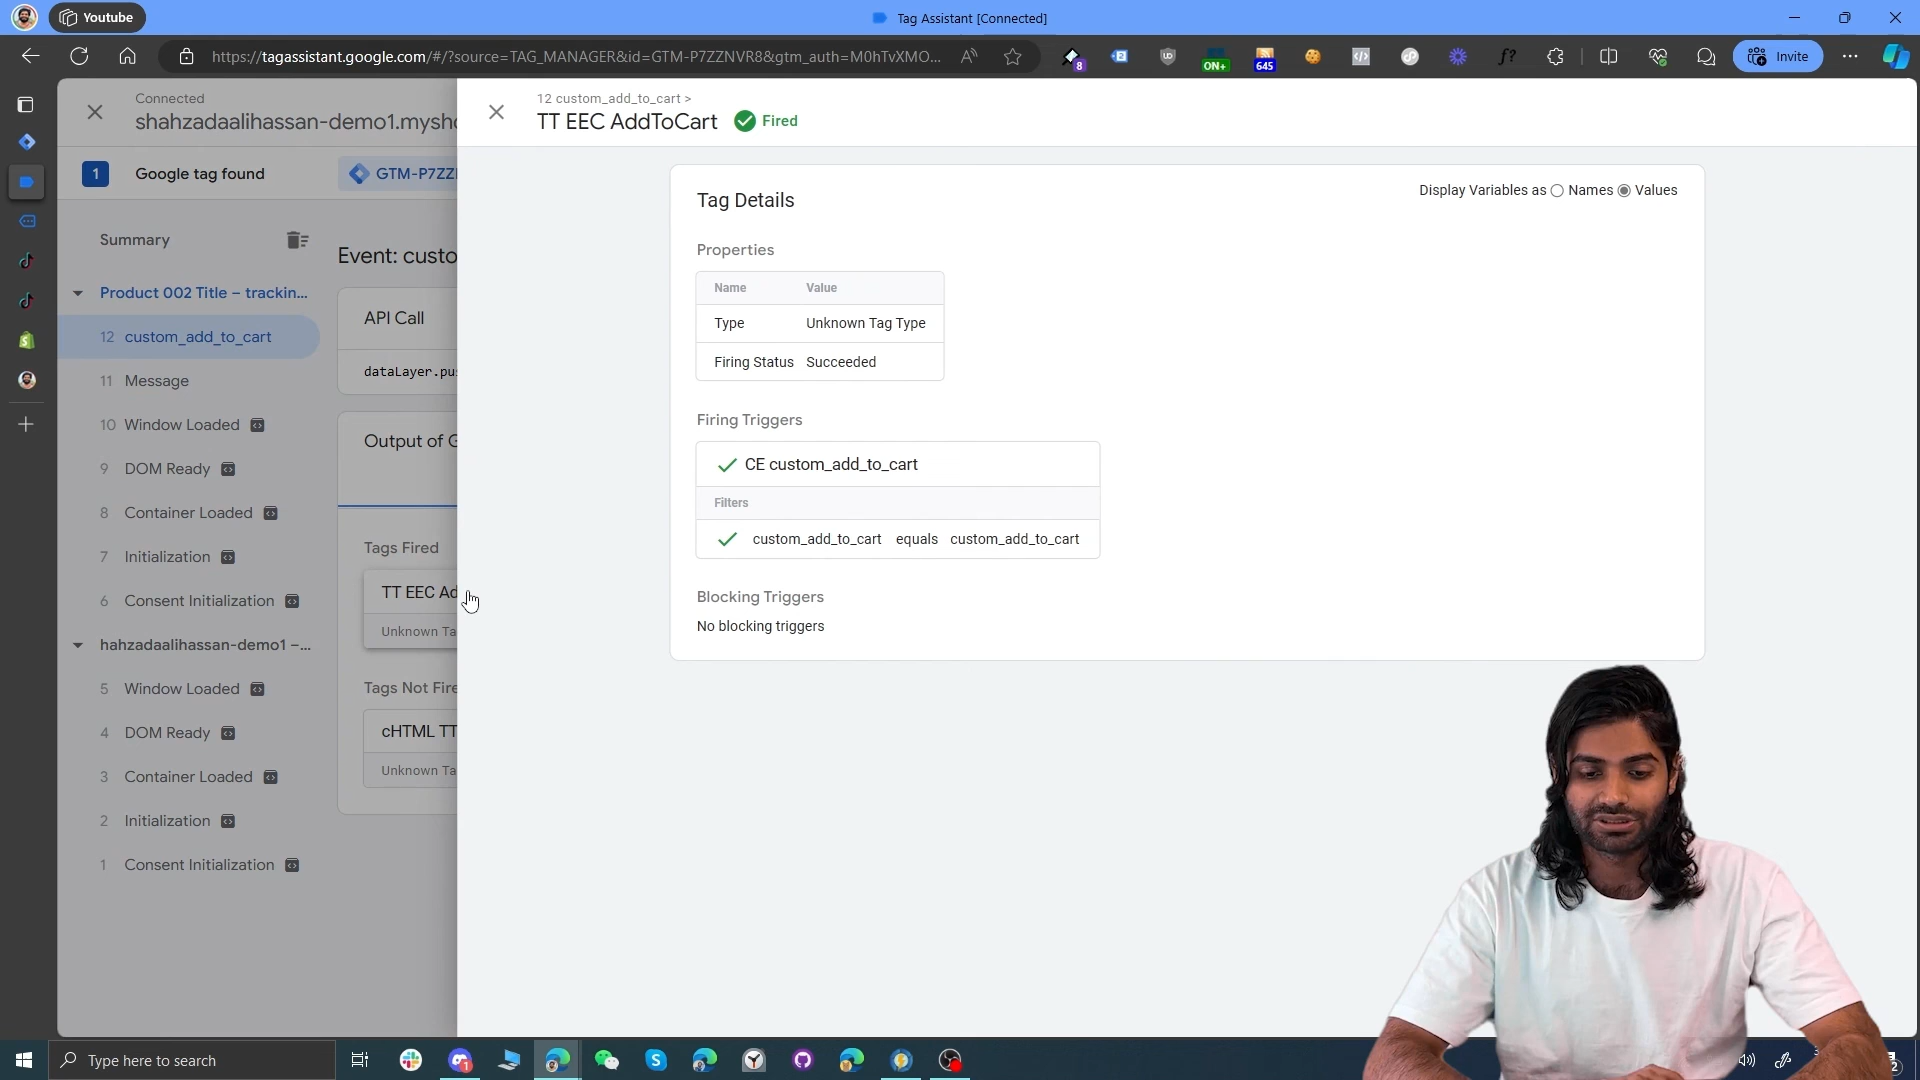 Youtube
Tag Assistant [Connected]
https://tagassistant.google.com/#/?source=TAG_MANAGER&id=GTM-P7ZZNVR8&gtm_auth=M0hTvXMO...
8
ON+
645
Invite
Connected
shahzadaalihassan-demo1.mysh
1
Google tag found
GTM-P7ZZ
12 custom_add_to_cart >
TT EEC AddToCart
Fired
Summary
Product 002 Title – trackin...
12 custom_add_to_cart
11 Message
10 Window Loaded
9 DOM Ready
8 Container Loaded
7 Initialization
6 Consent Initialization
hahzadaalihassan-demo1 –...
5 Window Loaded
4 DOM Ready
3 Container Loaded
2 Initialization
1 Consent Initialization
Event: custo
API Call
dataLayer.pu
Output of G
Tags Fired
TT EEC Ad
Unknown Ta
Tags Not Fire
cHTML TT
Unknown Ta
Tag Details
Display Variables as Names Values
Properties
Name Value
Type Unknown Tag Type
Firing Status Succeeded
Firing Triggers
CE custom_add_to_cart
Filters
custom_add_to_cart equals custom_add_to_cart
Blocking Triggers
No blocking triggers
Type here to search
1
2